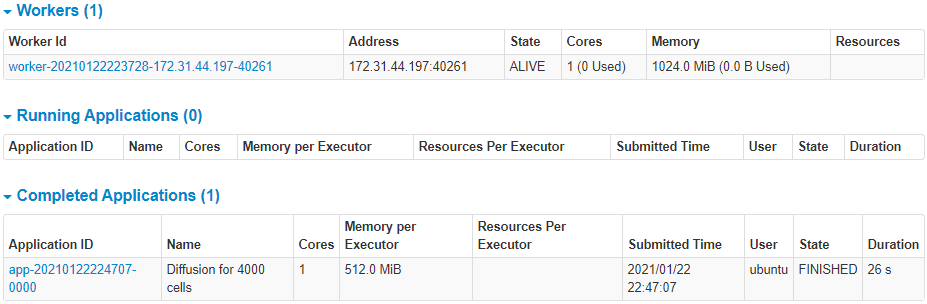 Workers (1)
Worker Id Address State Cores Memory Resources
worker-20210122223728-172.31.44.197-40261 172.31.44.197:40261 ALIVE 1 (0 Used) 1024.0 MiB (0.0 B Used)
Running Applications (0)
Application ID Name Cores Memory per Executor Resources Per Executor Submitted Time User State Duration
Completed Applications (1)
Memory per Resources Per
Application ID Name Cores Executor Executor Submitted Time User State Duration
app-20210122224707- Diffusion for 4000 1 512.0 MiB 2021/01/22 ubuntu FINISHED 26 s
0000 cells 22:47:07